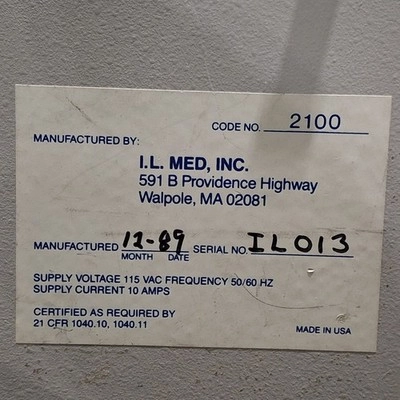 CODE NO. 2100
MANUFACTURED BY:
I.L. MED, INC.
591 B Providence Highway
Walpole, MA 02081
MANUFACTURED 12-89 SERIAL NO. IL013
MONTH DATE
SUPPLY VOLTAGE 115 VAC FREQUENCY 50/60 HZ
SUPPLY CURRENT 10 AMPS
CERTIFIED AS REQUIRED BY
21 CFR 1040.10, 1040.11
MADE IN USA